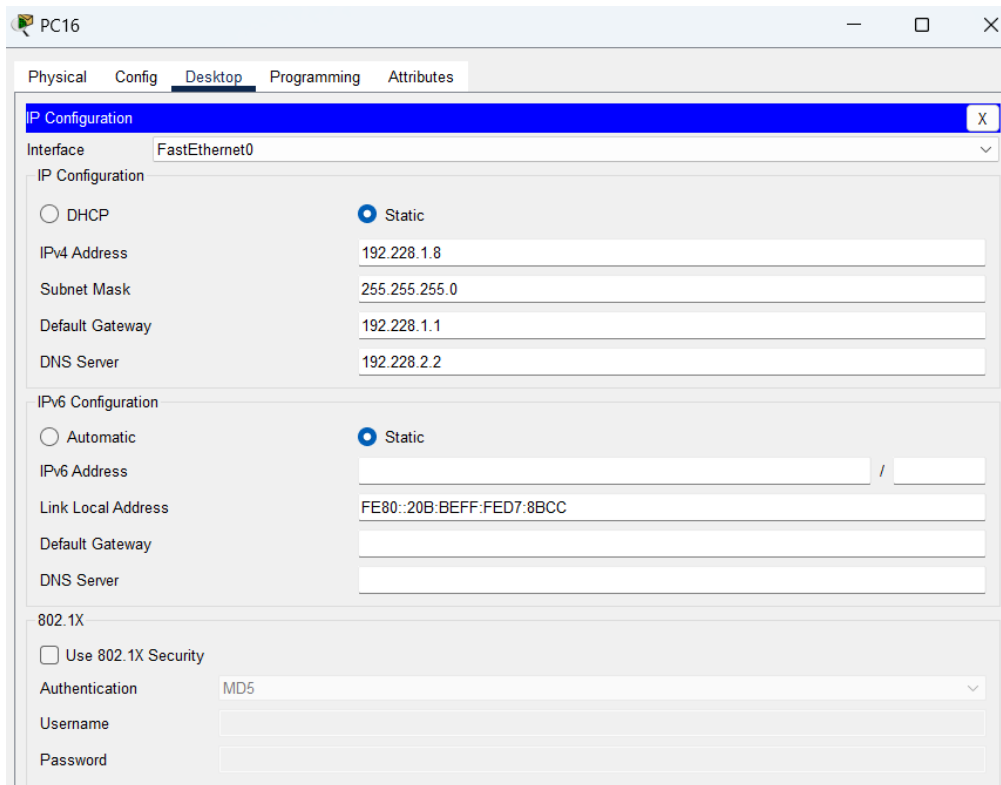 PC16
Physical Config Desktop Programming Attributes
IP Configuration X
Interface FastEthernet0
IP Configuration
DHCP Static
IPv4 Address 192.228.1.8
Subnet Mask 255.255.255.0
Default Gateway 192.228.1.1
DNS Server 192.228.2.2
IPv6 Configuration
Automatic Static
IPv6 Address /
Link Local Address FE80::20B:BEFF:FED7:8BCC
Default Gateway
DNS Server
802.1X
Use 802.1X Security
Authentication MD5
Username
Password